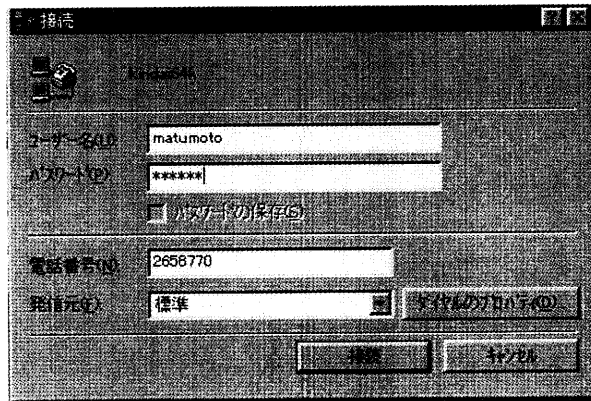 接続
ユーザー名(U):
matumoto
パスワード(P):
******
パスワードの保存(S)
電話番号(N):
2658770
発信元(F):
標準
ダイヤルのプロパティ(D)...
接続
キャンセル